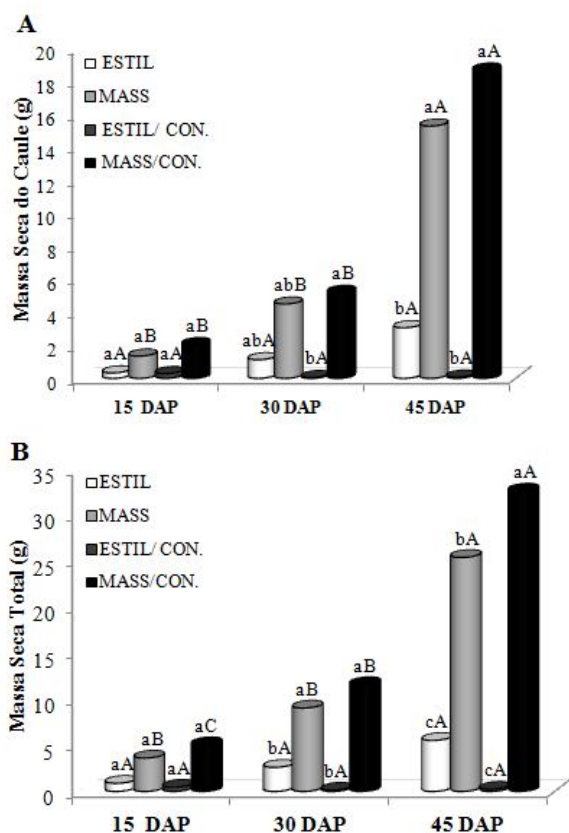 A
Massa Seca do Caule (g)
20
18
16
14
12
10
8
6
4
2
0
ESTIL
MASS
ESTIL/ CON.
MASS/CON.
aA aB aA aB
abA abB bA aB
bA aA bA aA
15 DAP 30 DAP 45 DAP
B
Massa Seca Total (g)
35
30
25
20
15
10
5
0
ESTIL
MASS
ESTIL/ CON.
MASS/CON.
aA aB aA aC
bA aB bA aB
cA bA cA aA
15 DAP 30 DAP 45 DAP